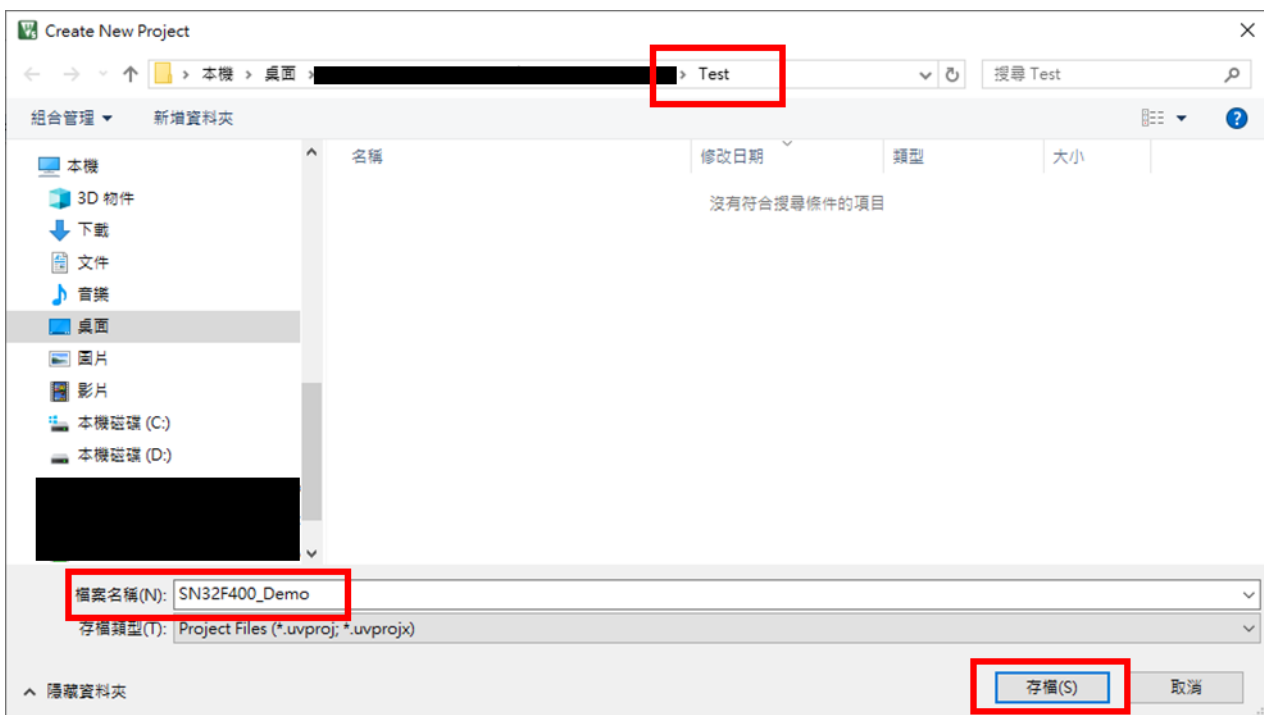 Create New Project
本機 › 桌面 › › Test
搜尋 Test
組合管理 新增資料夾
名稱 修改日期 類型 大小
沒有符合搜尋條件的項目
本機
3D 物件
下載
文件
音樂
桌面
圖片
影片
本機磁碟 (C:)
本機磁碟 (D:)
檔案名稱(N): SN32F400_Demo
存檔類型(T): Project Files (*.uvproj; *.uvprojx)
隱藏資料夾 存檔(S) 取消